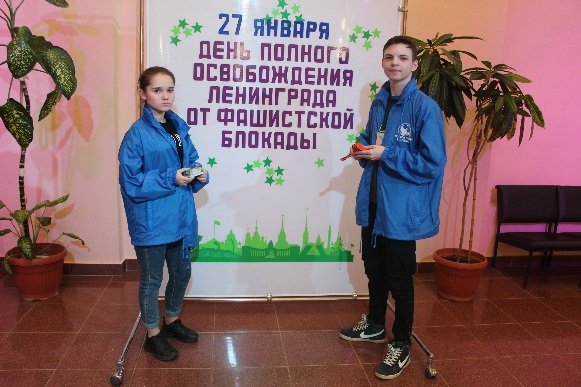 27 ЯНВАРЯ
ДЕНЬ ПОЛНОГО
ОСВОБОЖДЕНИЯ
ЛЕНИНГРАДА
ОТ ФАШИСТСКОЙ
БЛОКАДЫ